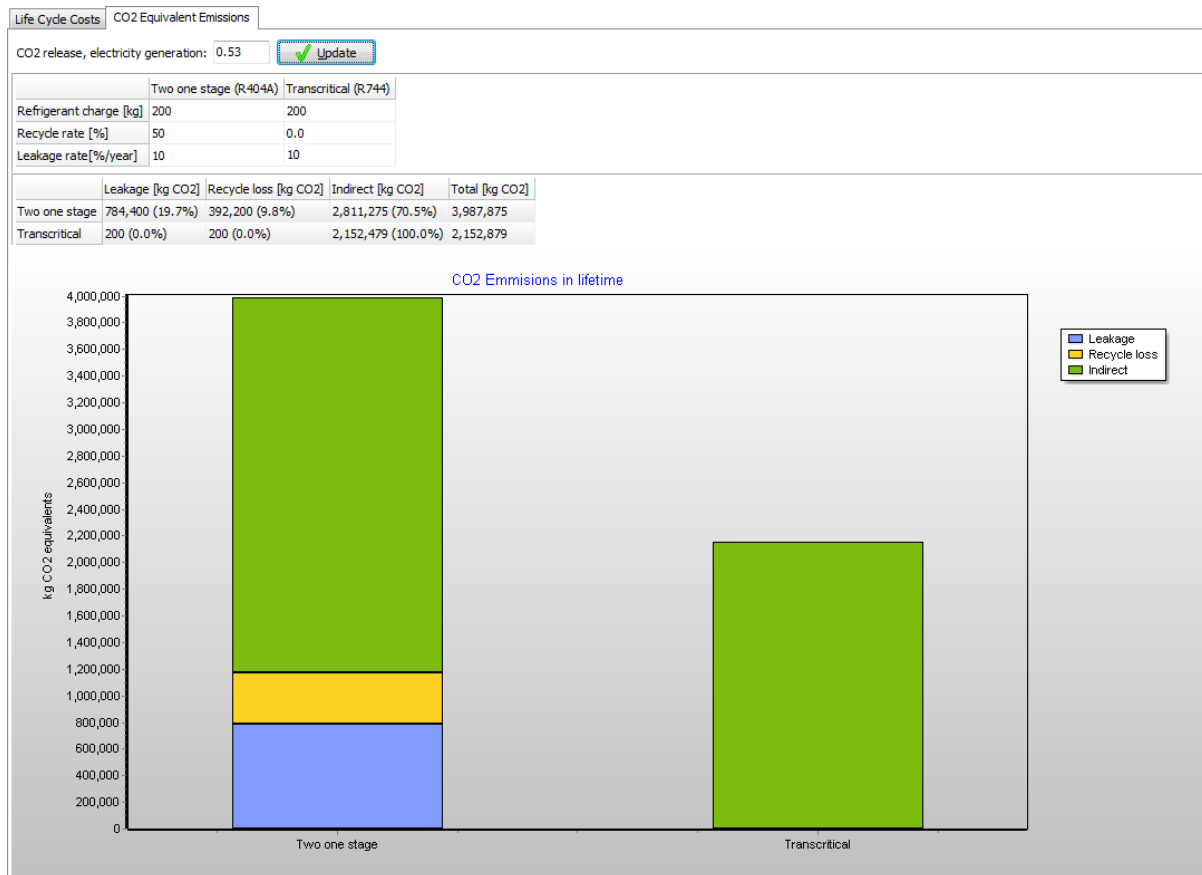 Life Cycle Costs CO2 Equivalent Emissions
CO2 release, electricity generation: 0.53 Update
Two one stage (R404A) Transcritical (R744)
Refrigerant charge [kg] 200 200
Recycle rate [%] 50 0.0
Leakage rate[%/year] 10 10
Leakage [kg CO2] Recycle loss [kg CO2] Indirect [kg CO2] Total [kg CO2]
Two one stage 784,400 (19.7%) 392,200 (9.8%) 2,811,275 (70.5%) 3,987,875
Transcritical 200 (0.0%) 200 (0.0%) 2,152,479 (100.0%) 2,152,879
CO2 Emmisions in lifetime
4,000,000
3,800,000
3,600,000
3,400,000
3,200,000
3,000,000
2,800,000
2,600,000
2,400,000
2,200,000
2,000,000
1,800,000
1,600,000
1,400,000
1,200,000
1,000,000
800,000
600,000
400,000
200,000
0
kg CO2 equivalents
Two one stage Transcritical
Leakage
Recycle loss
Indirect